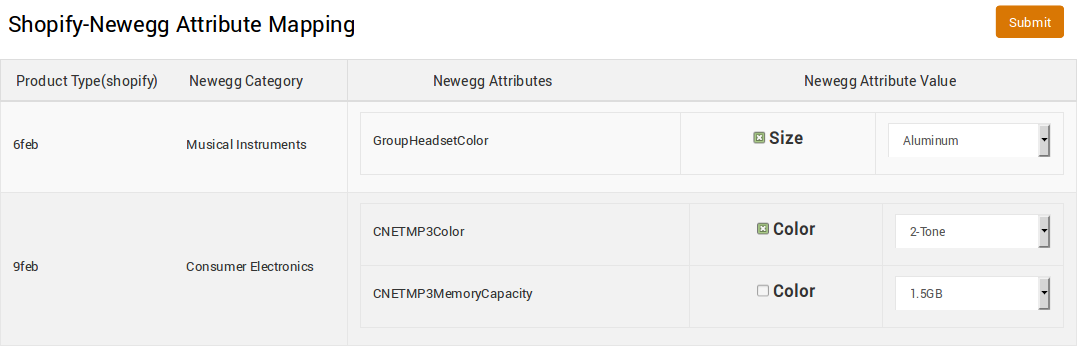 Shopify-Newegg Attribute Mapping
Submit
Product Type(shopify) Newegg Category Newegg Attributes Newegg Attribute Value
6feb Musical Instruments GroupHeadsetColor Size Aluminum
CNETMP3Color Color 2-Tone
9feb Consumer Electronics
CNETMP3MemoryCapacity Color 1.5GB